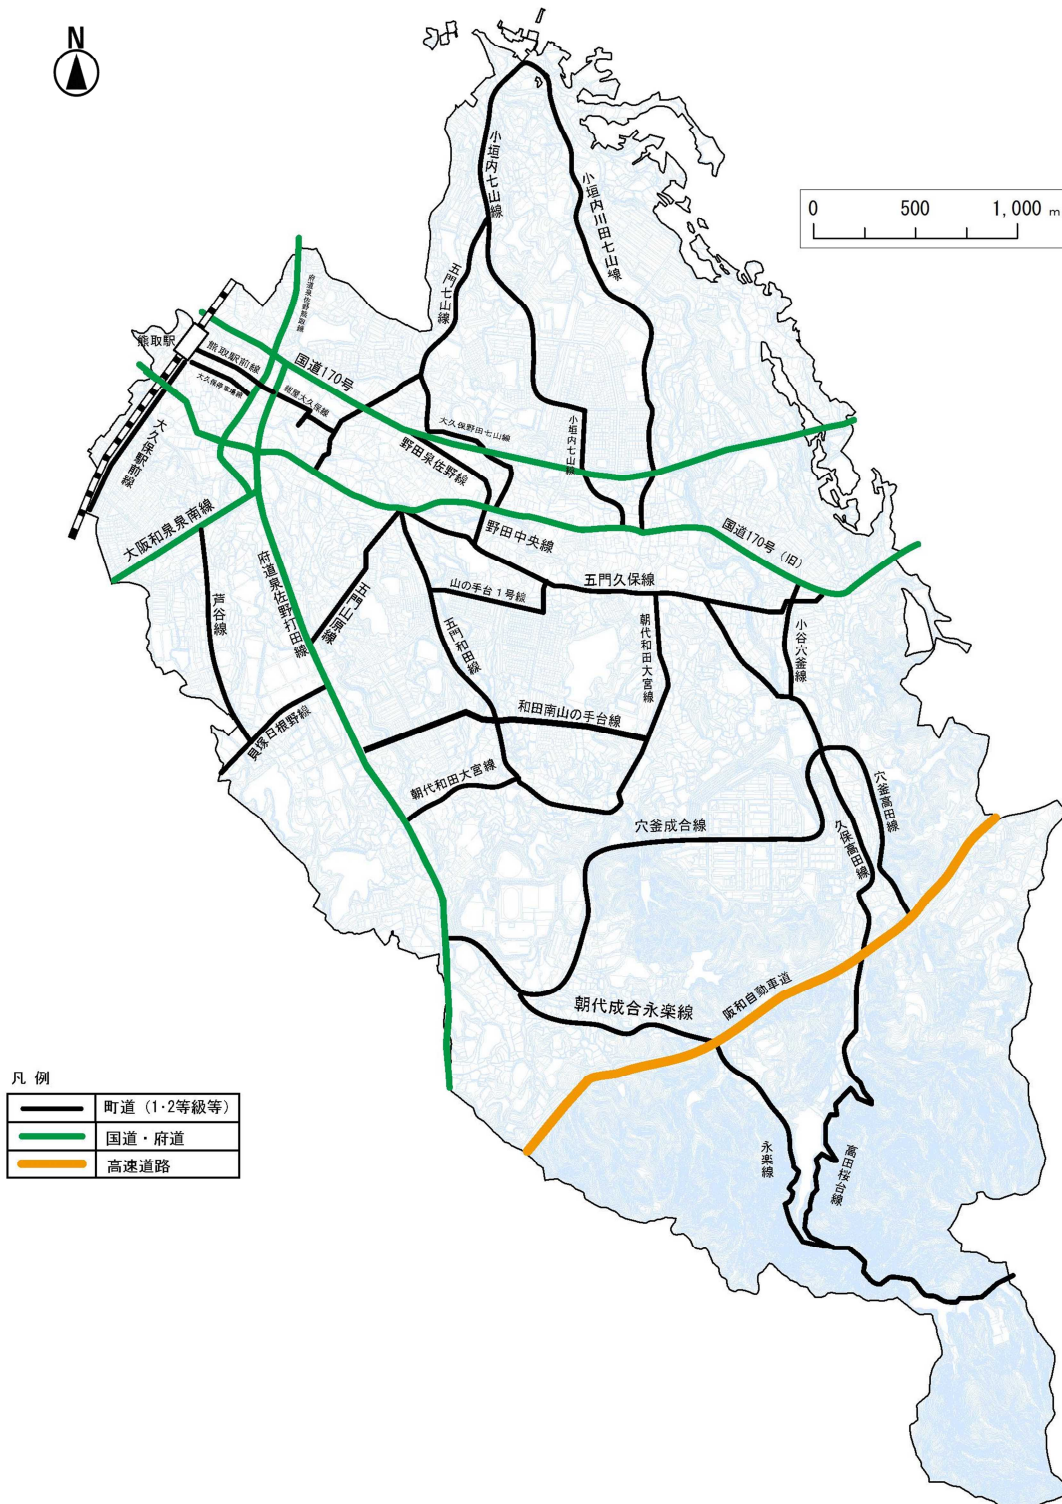 N
0 500 1,000 m
小垣内七山線
小垣内川田七山線
五門七山線
府道泉佐野熊取線
熊取駅
熊取駅前線
国道170号
大久保停車場線
紺屋大久保線
大久保駅前線
大久保野田七山線
小垣内七山線
野田泉佐野線
大阪和泉泉南線
野田中央線
国道170号(旧)
府道泉佐野打田線
芦谷線
五門山原線
山の手台1号線
五門久保線
五門和田線
朝代和田大宮線
小谷穴釜線
貝塚日根野線
和田南山の手台線
朝代和田大宮線
穴釜成合線
穴釜高田線
久保高田線
阪和自動車道
朝代成合永楽線
永楽線
高田桜台線
凡 例
町道(1・2等級等)
国道・府道
高速道路